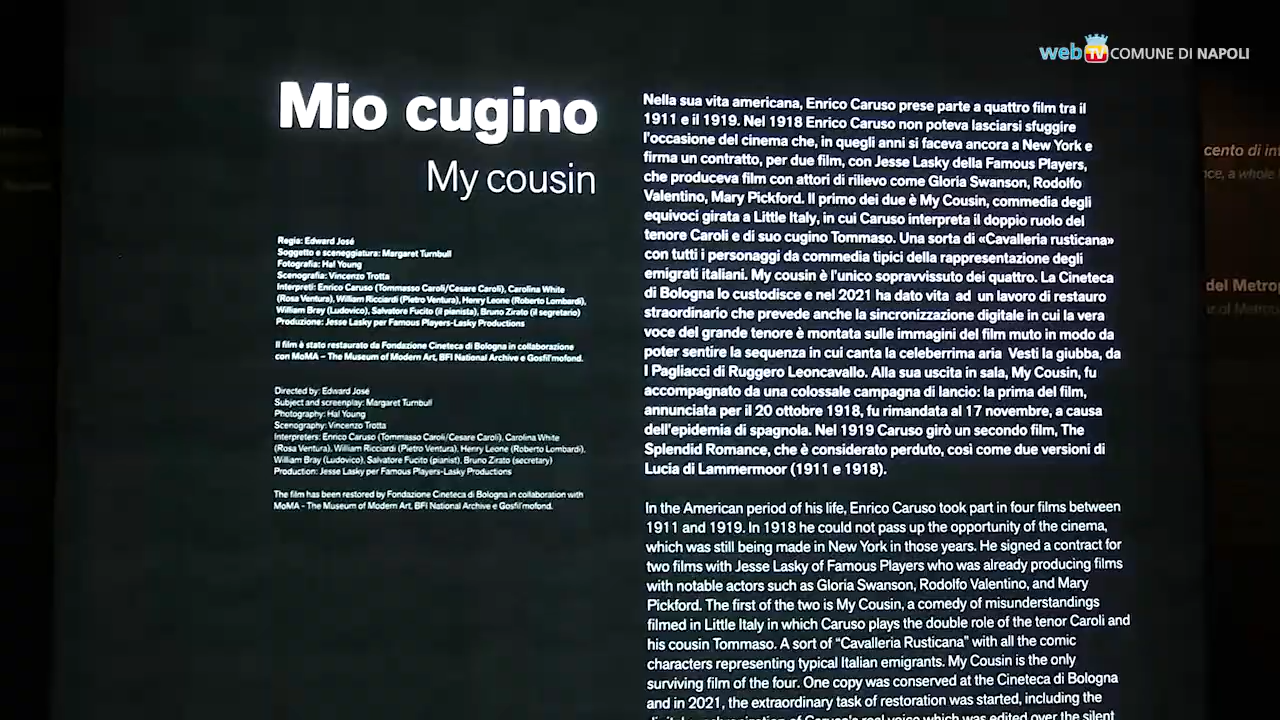 web TV COMUNE DI NAPOLI
Mio cugino
My cousin
Regia: Edward José
Soggetto e sceneggiatura: Margaret Turnbull
Fotografia: Hal Young
Scenografia: Vincenzo Trotta
Interpreti: Enrico Caruso (Tommasso Caroli/Cesare Caroli), Carolina White
(Rosa Ventura), William Ricciardi (Pietro Ventura), Henry Leone (Roberto Lombardi),
William Bray (Ludovico), Salvatore Fucito (il pianista), Bruno Zirato (il segretario)
Produzione: Jesse Lasky per Famous Players-Lasky Productions
Il film è stato restaurato da Fondazione Cineteca di Bologna in collaborazione
con MoMA – The Museum of Modern Art, BFI National Archive e Gosfil'mofond.
Directed by: Edward José
Subject and screenplay: Margaret Turnbull
Photography: Hal Young
Scenography: Vincenzo Trotta
Interpreters: Enrico Caruso (Tommasso Caroli/Cesare Caroli), Carolina White
(Rosa Ventura), William Ricciardi (Pietro Ventura), Henry Leone (Roberto Lombardi),
William Bray (Ludovico), Salvatore Fucito (pianist), Bruno Zirato (secretary)
Production: Jesse Lasky per Famous Players-Lasky Productions
The film has been restored by Fondazione Cineteca di Bologna in collaboration with
MoMA - The Museum of Modern Art, BFI National Archive e Gosfil'mofond.
Nella sua vita americana, Enrico Caruso prese parte a quattro film tra il
1911 e il 1919. Nel 1918 Enrico Caruso non poteva lasciarsi sfuggire
l'occasione del cinema che, in quegli anni si faceva ancora a New York e
firma un contratto, per due film, con Jesse Lasky della Famous Players,
che produceva film con attori di rilievo come Gloria Swanson, Rodolfo
Valentino, Mary Pickford. Il primo dei due è My Cousin, commedia degli
equivoci girata a Little Italy, in cui Caruso interpreta il doppio ruolo del
tenore Caroli e di suo cugino Tommaso. Una sorta di «Cavalleria rusticana»
con tutti i personaggi da commedia tipici della rappresentazione degli
emigrati italiani. My cousin è l'unico sopravvissuto dei quattro. La Cineteca
di Bologna lo custodisce e nel 2021 ha dato vita ad un lavoro di restauro
straordinario che prevede anche la sincronizzazione digitale in cui la vera
voce del grande tenore è montata sulle immagini del film muto in modo da
poter sentire la sequenza in cui canta la celeberrima aria Vesti la giubba, da
I Pagliacci di Ruggero Leoncavallo. Alla sua uscita in sala, My Cousin, fu
accompagnato da una colossale campagna di lancio: la prima del film,
annunciata per il 20 ottobre 1918, fu rimandata al 17 novembre, a causa
dell'epidemia di spagnola. Nel 1919 Caruso girò un secondo film, The
Splendid Romance, che è considerato perduto, così come due versioni di
Lucia di Lammermoor (1911 e 1918).
In the American period of his life, Enrico Caruso took part in four films between
1911 and 1919. In 1918 he could not pass up the opportunity of the cinema,
which was still being made in New York in those years. He signed a contract for
two films with Jesse Lasky of Famous Players who was already producing films
with notable actors such as Gloria Swanson, Rodolfo Valentino, and Mary
Pickford. The first of the two is My Cousin, a comedy of misunderstandings
filmed in Little Italy in which Caruso plays the double role of the tenor Caroli and
his cousin Tommaso. A sort of "Cavalleria Rusticana" with all the comic
characters representing typical Italian emigrants. My Cousin is the only
surviving film of the four. One copy was conserved at the Cineteca di Bologna
and in 2021, the extraordinary task of restoration was started, including the
real voice which was edited over the silent
cento di
a whole
del